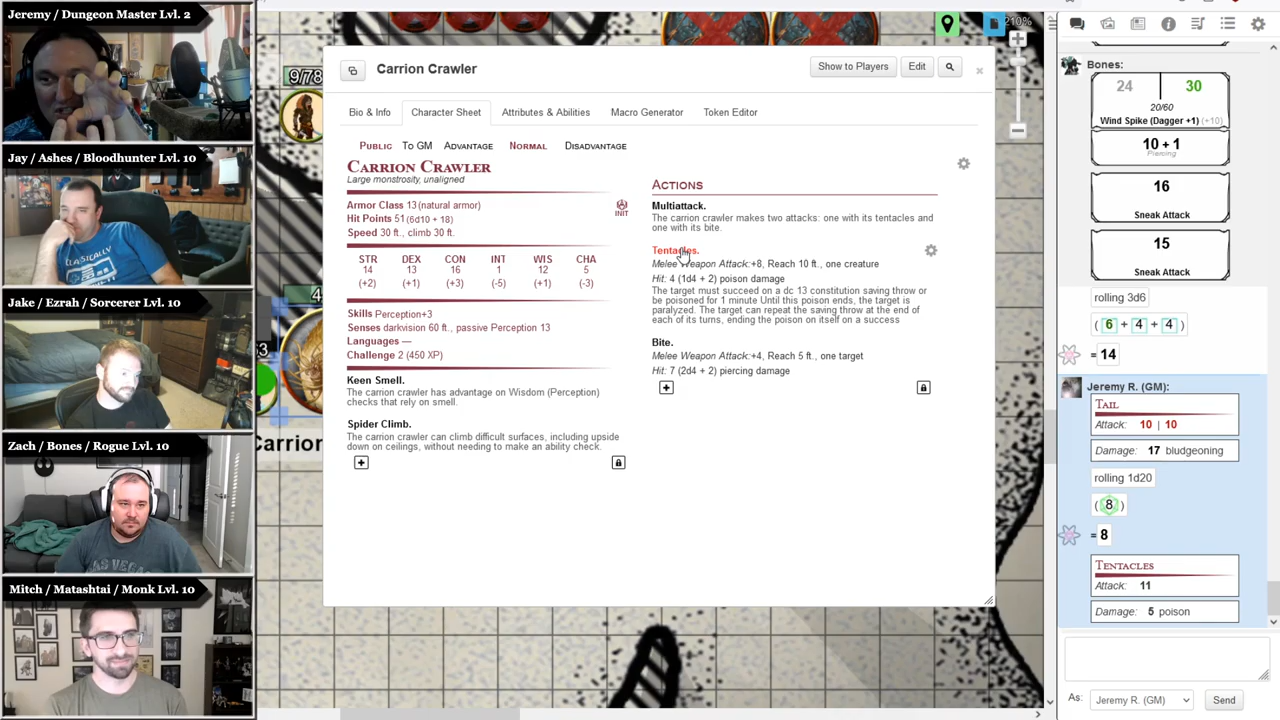 Jeremy / Dungeon Master Lvl. 2
Jay / Ashes / Bloodhunter Lvl. 10
Jake / Ezrah / Sorcerer Lvl. 10
Zach / Bones / Rogue Lvl. 10
Mitch / Matashtai / Monk Lvl. 10
9/78
210%
Carrion
Carrion Crawler
Show to Players
Edit
Bio & Info
Character Sheet
Attributes & Abilities
Macro Generator
Token Editor
PUBLIC TO GM ADVANTAGE NORMAL DISADVANTAGE
CARRION CRAWLER
Large monstrosity, unaligned
Armor Class 13 (natural armor)
Hit Points 51 (6d10 + 18)
Speed 30 ft., climb 30 ft.
INIT
STR DEX CON INT WIS CHA
14 13 16 1 12 5
(+2) (+1) (+3) (-5) (+1) (-3)
Skills Perception+3
Senses darkvision 60 ft., passive Perception 13
Languages —
Challenge 2 (450 XP)
Keen Smell.
The carrion crawler has advantage on Wisdom (Perception)
checks that rely on smell.
Spider Climb.
The carrion crawler can climb difficult surfaces, including upside
down on ceilings, without needing to make an ability check.
ACTIONS
Multiattack.
The carrion crawler makes two attacks: one with its tentacles and
one with its bite.
Tentacles.
Melee Weapon Attack:+8, Reach 10 ft., one creature
Hit: 4 (1d4 + 2) poison damage
The target must succeed on a dc 13 constitution saving throw or
be poisoned for 1 minute Until this poison ends, the target is
paralyzed. The target can repeat the saving throw at the end of
each of its turns, ending the poison on itself on a success
Bite.
Melee Weapon Attack:+4, Reach 5 ft., one target
Hit: 7 (2d4 + 2) piercing damage
Bones:
24 30
20/60
Wind Spike (Dagger +1) (+10)
10 + 1
Piercing
16
Sneak Attack
15
Sneak Attack
rolling 3d6
( 6 + 4 + 4 )
= 14
Jeremy R. (GM):
TAIL
Attack: 10 | 10
Damage: 17 bludgeoning
rolling 1d20
( 8 )
= 8
TENTACLES
Attack: 11
Damage: 5 poison
As: Jeremy R. (GM)
Send